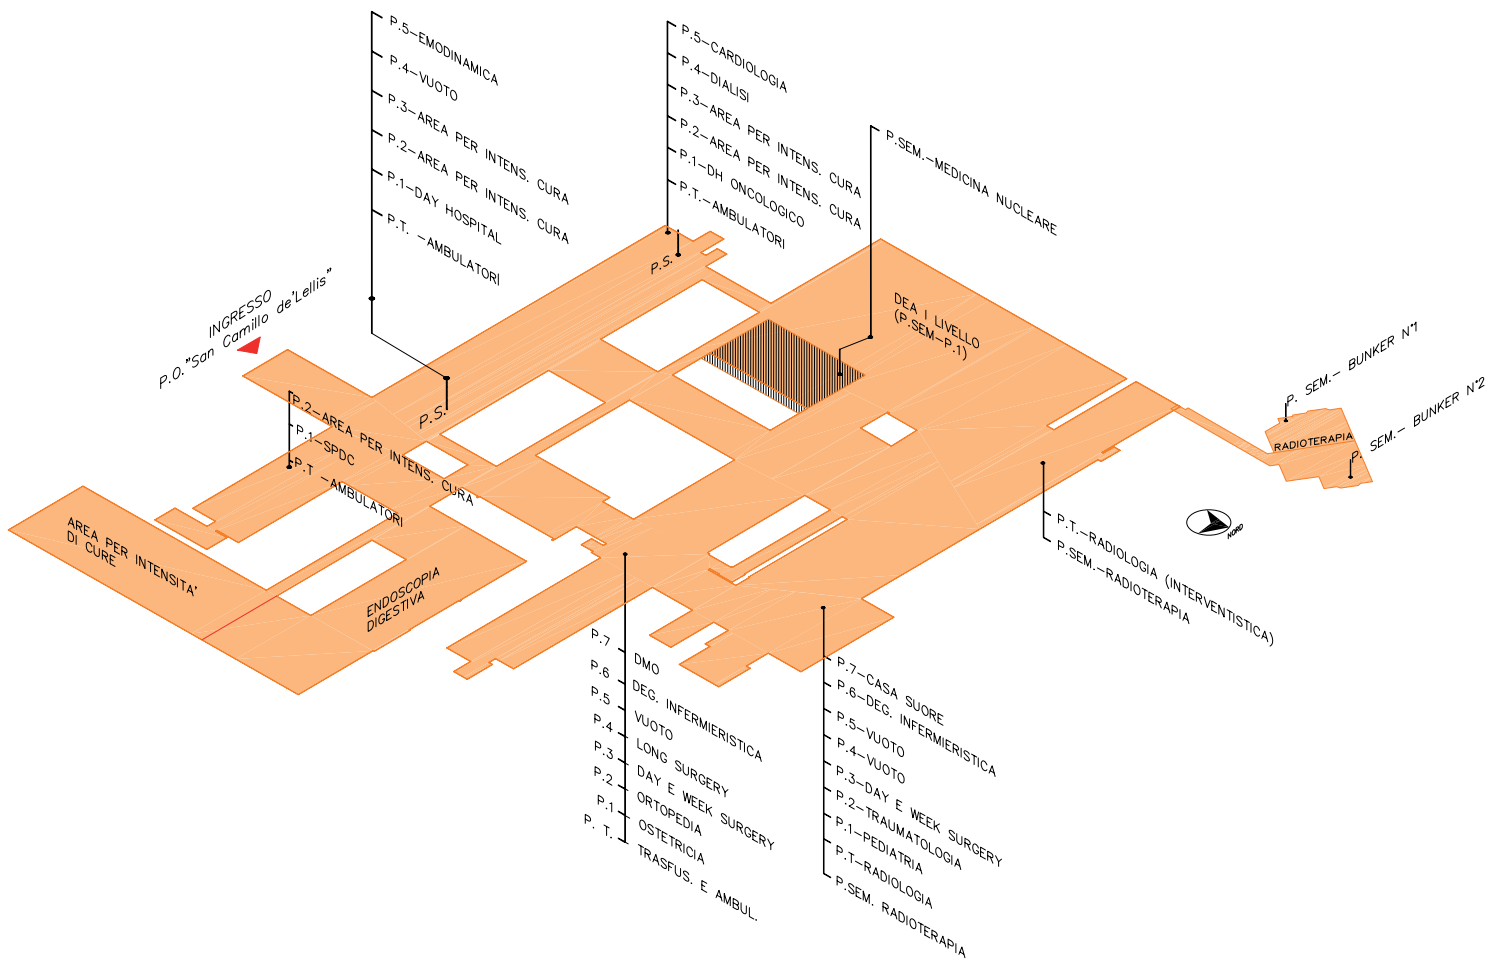 P.5-EMODINAMICA
P.4-VUOTO
P.3-AREA PER INTENS. CURA
P.2-AREA PER INTENS. CURA
P.1-DAY HOSPITAL
P.T. -AMBULATORI
P.S.
P.5-CARDIOLOGIA
P.4-DIALISI
P.3-AREA PER INTENS. CURA
P.2-AREA PER INTENS. CURA
P.1-DH ONCOLOGICO
P.T.-AMBULATORI
P.S.
P.SEM.-MEDICINA NUCLEARE
DEA I LIVELLO
(P.SEM-P.1)
INGRESSO
P.O."San Camillo de'Lellis"
P.2-AREA PER INTENS. CURA
P.1-SPDC
P.T -AMBULATORI
AREA PER INTENSITA'
DI CURE
ENDOSCOPIA
DIGESTIVA
P. SEM.- BUNKER N°1
RADIOTERAPIA
P. SEM.- BUNKER N°2
NORD
P.T.-RADIOLOGIA (INTERVENTISTICA)
P.SEM.-RADIOTERAPIA
P.7 DMO
P.6 DEG. INFERMIERISTICA
P.5 VUOTO
P.4 LONG SURGERY
P.3 DAY E WEEK SURGERY
P.2 ORTOPEDIA
P.1 OSTETRICIA
P. T. TRASFUS. E AMBUL.
P.7-CASA SUORE
P.6-DEG. INFERMIERISTICA
P.5-VUOTO
P.4-VUOTO
P.3-DAY E WEEK SURGERY
P.2-TRAUMATOLOGIA
P.1-PEDIATRIA
P.T-RADIOLOGIA
P.SEM. RADIOTERAPIA